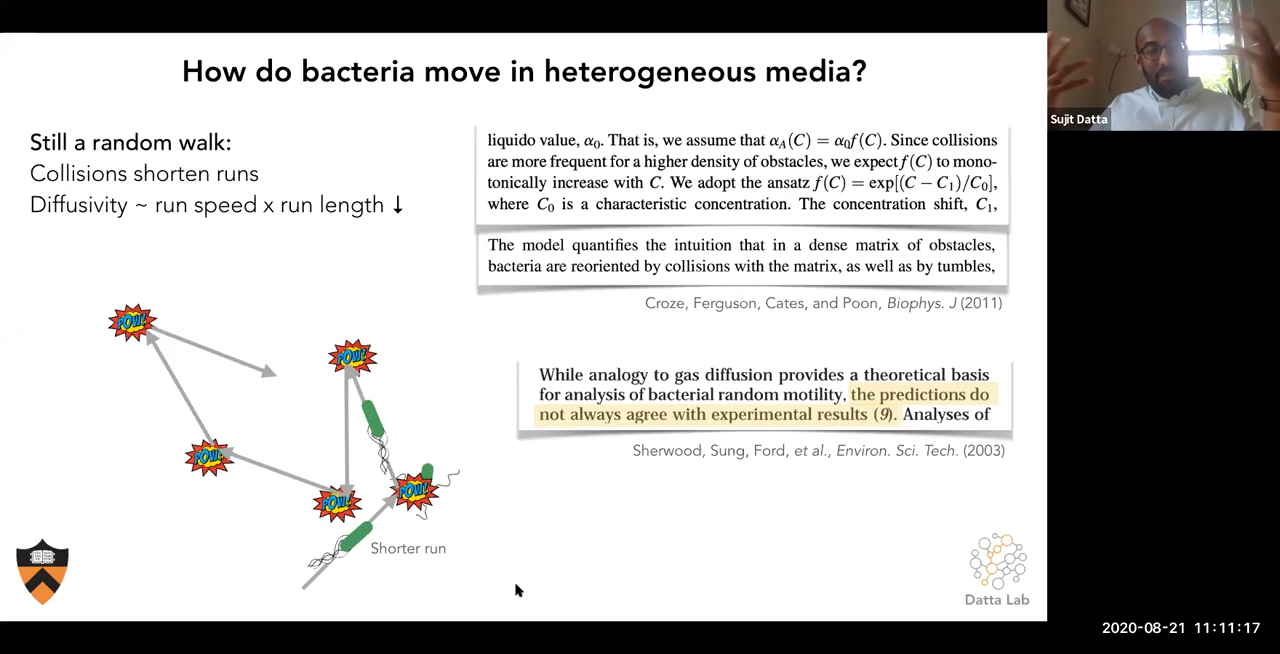 How do bacteria move in heterogeneous media?
Still a random walk:
Collisions shorten runs
Diffusivity ~ run speed x run length ↓
liquido value, α₀. That is, we assume that αA(C) = α₀f(C). Since collisions
are more frequent for a higher density of obstacles, we expect f(C) to mono-
tonically increase with C. We adopt the ansatz f(C) = exp[(C − C₁)/C₀],
where C₀ is a characteristic concentration. The concentration shift, C₁,
The model quantifies the intuition that in a dense matrix of obstacles,
bacteria are reoriented by collisions with the matrix, as well as by tumbles,
Croze, Ferguson, Cates, and Poon, Biophys. J (2011)
While analogy to gas diffusion provides a theoretical basis
for analysis of bacterial random motility, the predictions do
not always agree with experimental results (9). Analyses of
Sherwood, Sung, Ford, et al., Environ. Sci. Tech. (2003)
POW!
POW!
POW!
POW!
POW!
Shorter run
Datta Lab
Sujit Datta
2020-08-21 11:11:17